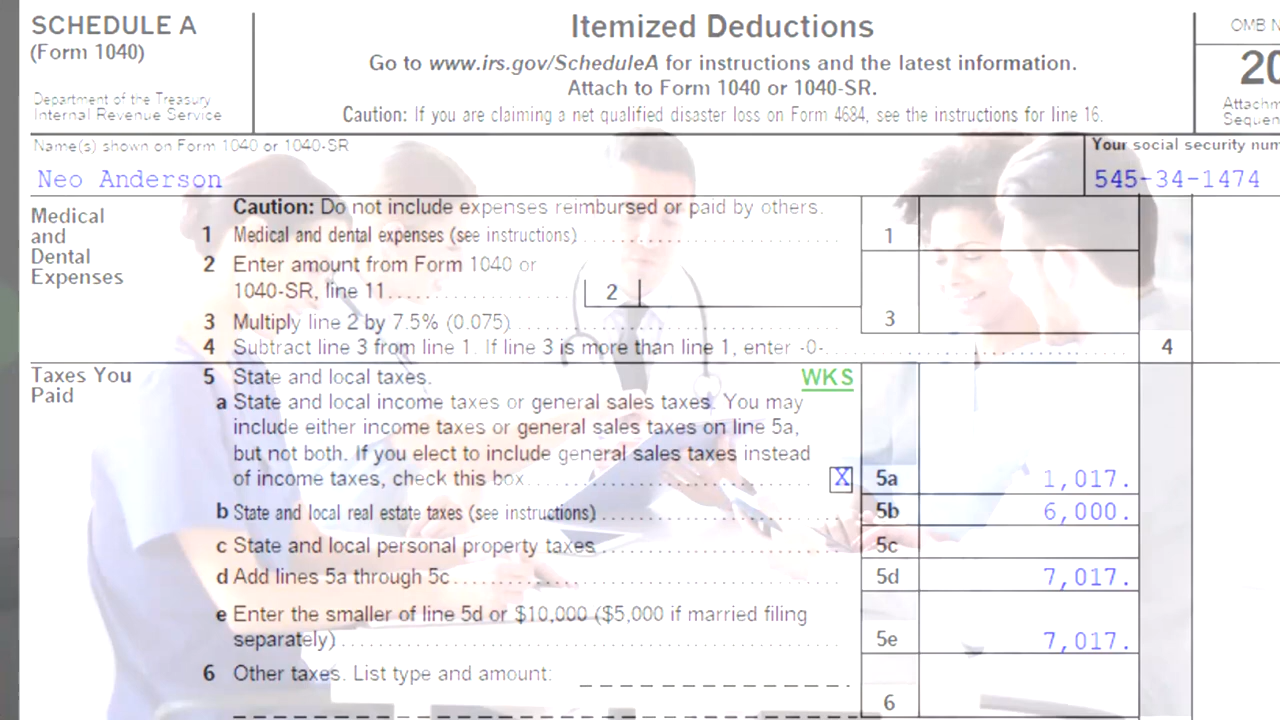 SCHEDULE A
(Form 1040)
Department of the Treasury
Internal Revenue Service
Itemized Deductions
Go to www.irs.gov/ScheduleA for instructions and the latest information.
Attach to Form 1040 or 1040-SR.
Caution: If you are claiming a net qualified disaster loss on Form 4684, see the instructions for line 16.
OMB N
20
Attachm
Sequen
Name(s) shown on Form 1040 or 1040-SR
Your social security num
Neo Anderson
545-34-1474
Medical
and
Dental
Expenses
Caution: Do not include expenses reimbursed or paid by others.
1 Medical and dental expenses (see instructions) 1
2 Enter amount from Form 1040 or
1040-SR, line 11 2
3 Multiply line 2 by 7.5% (0.075) 3
4 Subtract line 3 from line 1. If line 3 is more than line 1, enter -0- 4
Taxes You
Paid
5 State and local taxes. WKS
a State and local income taxes or general sales taxes. You may
include either income taxes or general sales taxes on line 5a,
but not both. If you elect to include general sales taxes instead
of income taxes, check this box X 5a 1,017.
b State and local real estate taxes (see instructions) 5b 6,000.
c State and local personal property taxes 5c
d Add lines 5a through 5c 5d 7,017.
e Enter the smaller of line 5d or $10,000 ($5,000 if married filing
separately) 5e 7,017.
6 Other taxes. List type and amount:
6